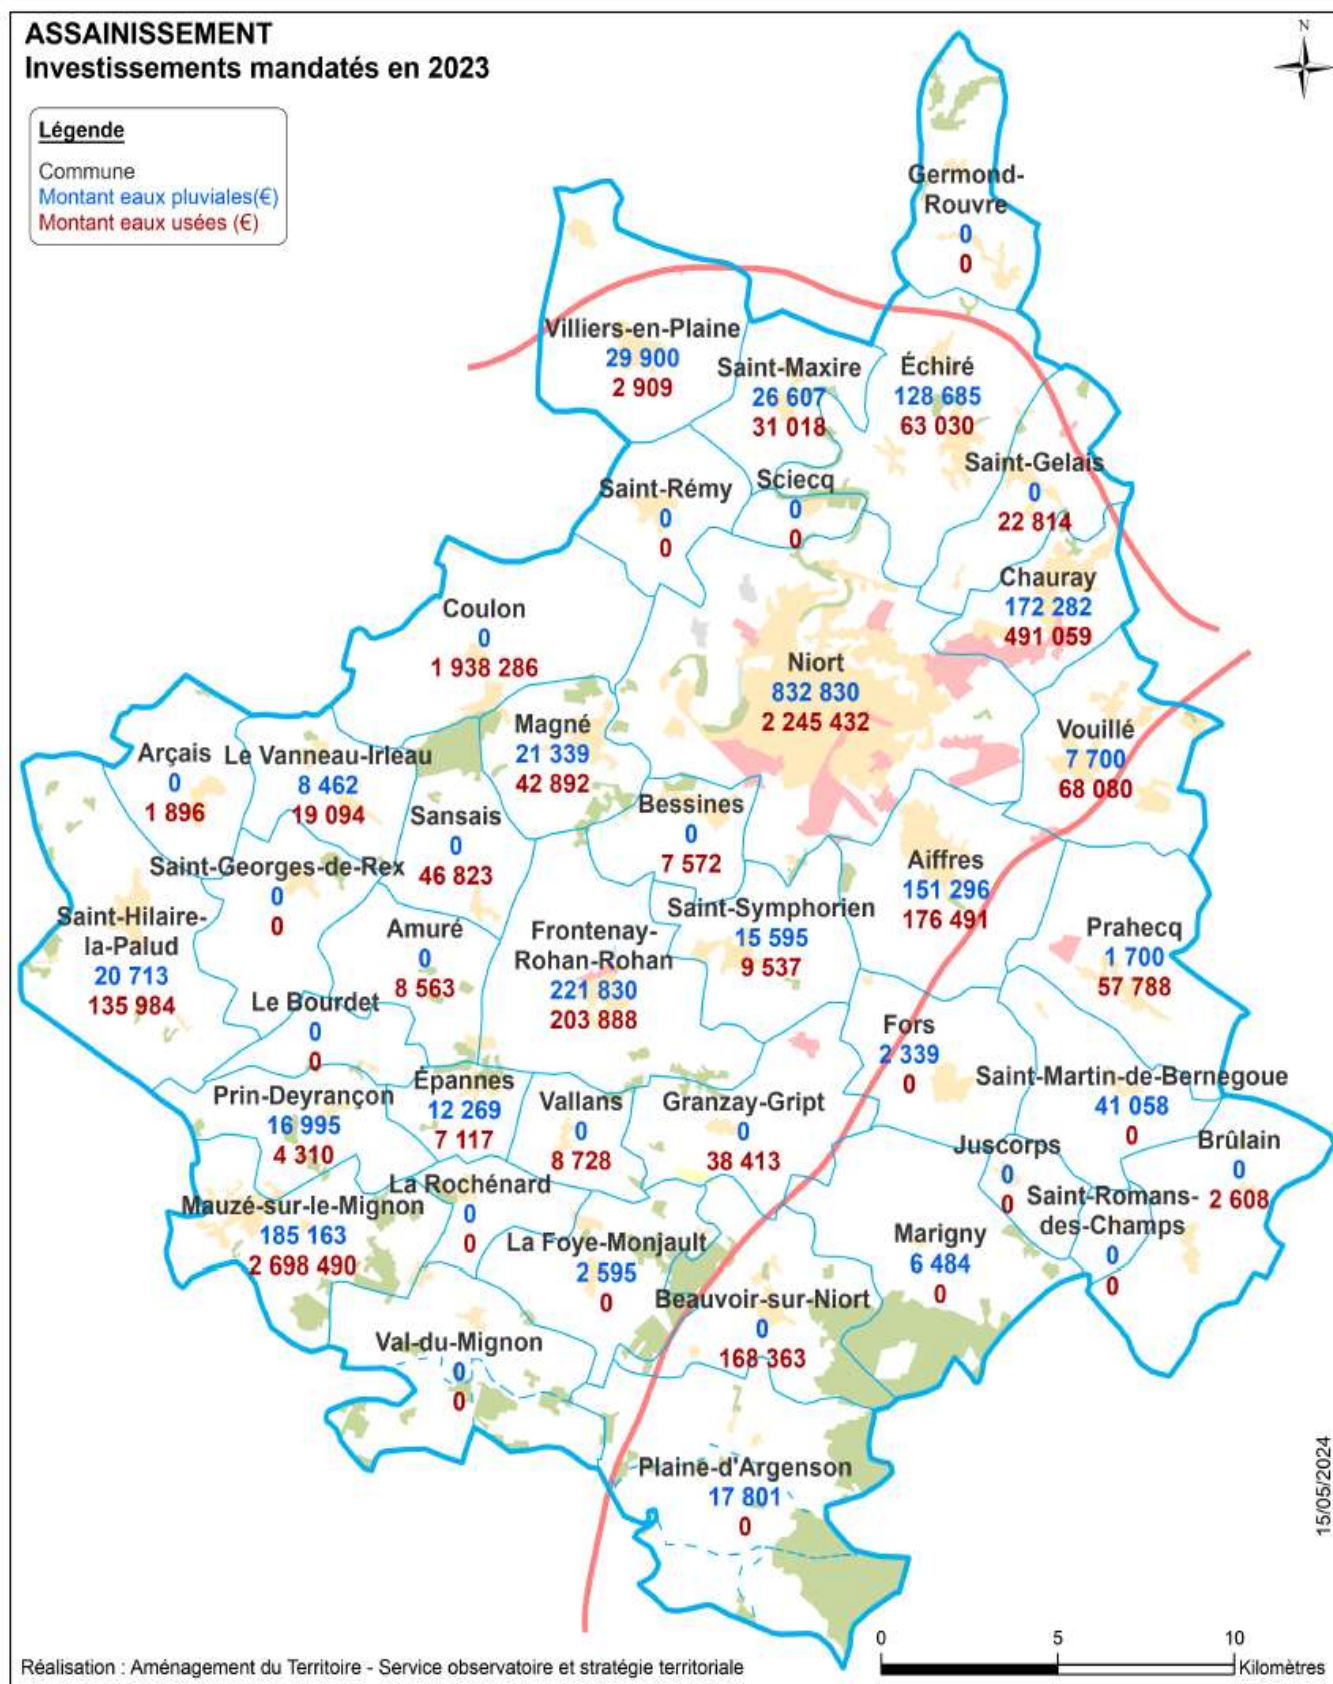 ASSAINISSEMENT
Investissements mandatés en 2023
N
Légende
Commune
Montant eaux pluviales(€)
Montant eaux usées (€)
Germond-
Rouvre
0
0
Villiers-en-Plaine
29 900
2 909
Saint-Maxire
26 607
31 018
Échiré
128 685
63 030
Saint-Gelais
0
22 814
Saint-Rémy
0
0
Sciecq
0
0
Chauray
172 282
491 059
Coulon
0
1 938 286
Niort
832 830
2 245 432
Magné
21 339
42 892
Vouillé
7 700
68 080
Arçais
0
1 896
Le Vanneau-Irleau
8 462
19 094
Sansais
0
46 823
Bessines
0
7 572
Aiffres
151 296
176 491
Saint-Georges-de-Rex
0
0
Saint-Hilaire-
la-Palud
20 713
135 984
Amuré
0
8 563
Frontenay-
Rohan-Rohan
221 830
203 888
Saint-Symphorien
15 595
9 537
Prahecq
1 700
57 788
Le Bourdet
0
0
Fors
2 339
0
Saint-Martin-de-Bernegoue
41 058
0
Prin-Deyrançon
16 995
4 310
Épannes
12 269
7 117
Vallans
0
8 728
Granzay-Gript
0
38 413
Juscorps
0
0
Brûlain
0
2 608
Saint-Romans-
des-Champs
0
0
Mauzé-sur-le-Mignon
185 163
2 698 490
La Rochénard
0
0
La Foye-Monjault
2 595
0
Marigny
6 484
0
Beauvoir-sur-Niort
0
168 363
Val-du-Mignon
0
0
Plaine-d'Argenson
17 801
0
15/05/2024
0 5 10
Kilomètres
Réalisation : Aménagement du Territoire - Service observatoire et stratégie territoriale